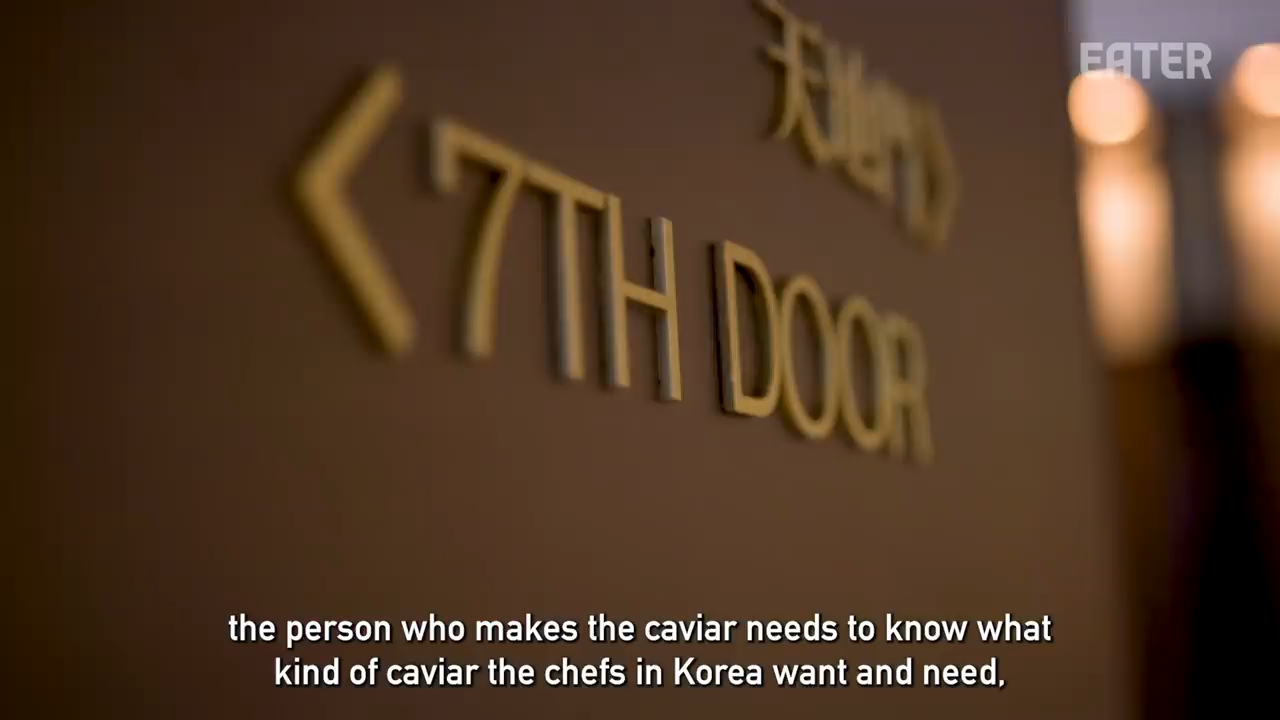 EATER
<7TH DOOR
the person who makes the caviar needs to know what
kind of caviar the chefs in Korea want and need,